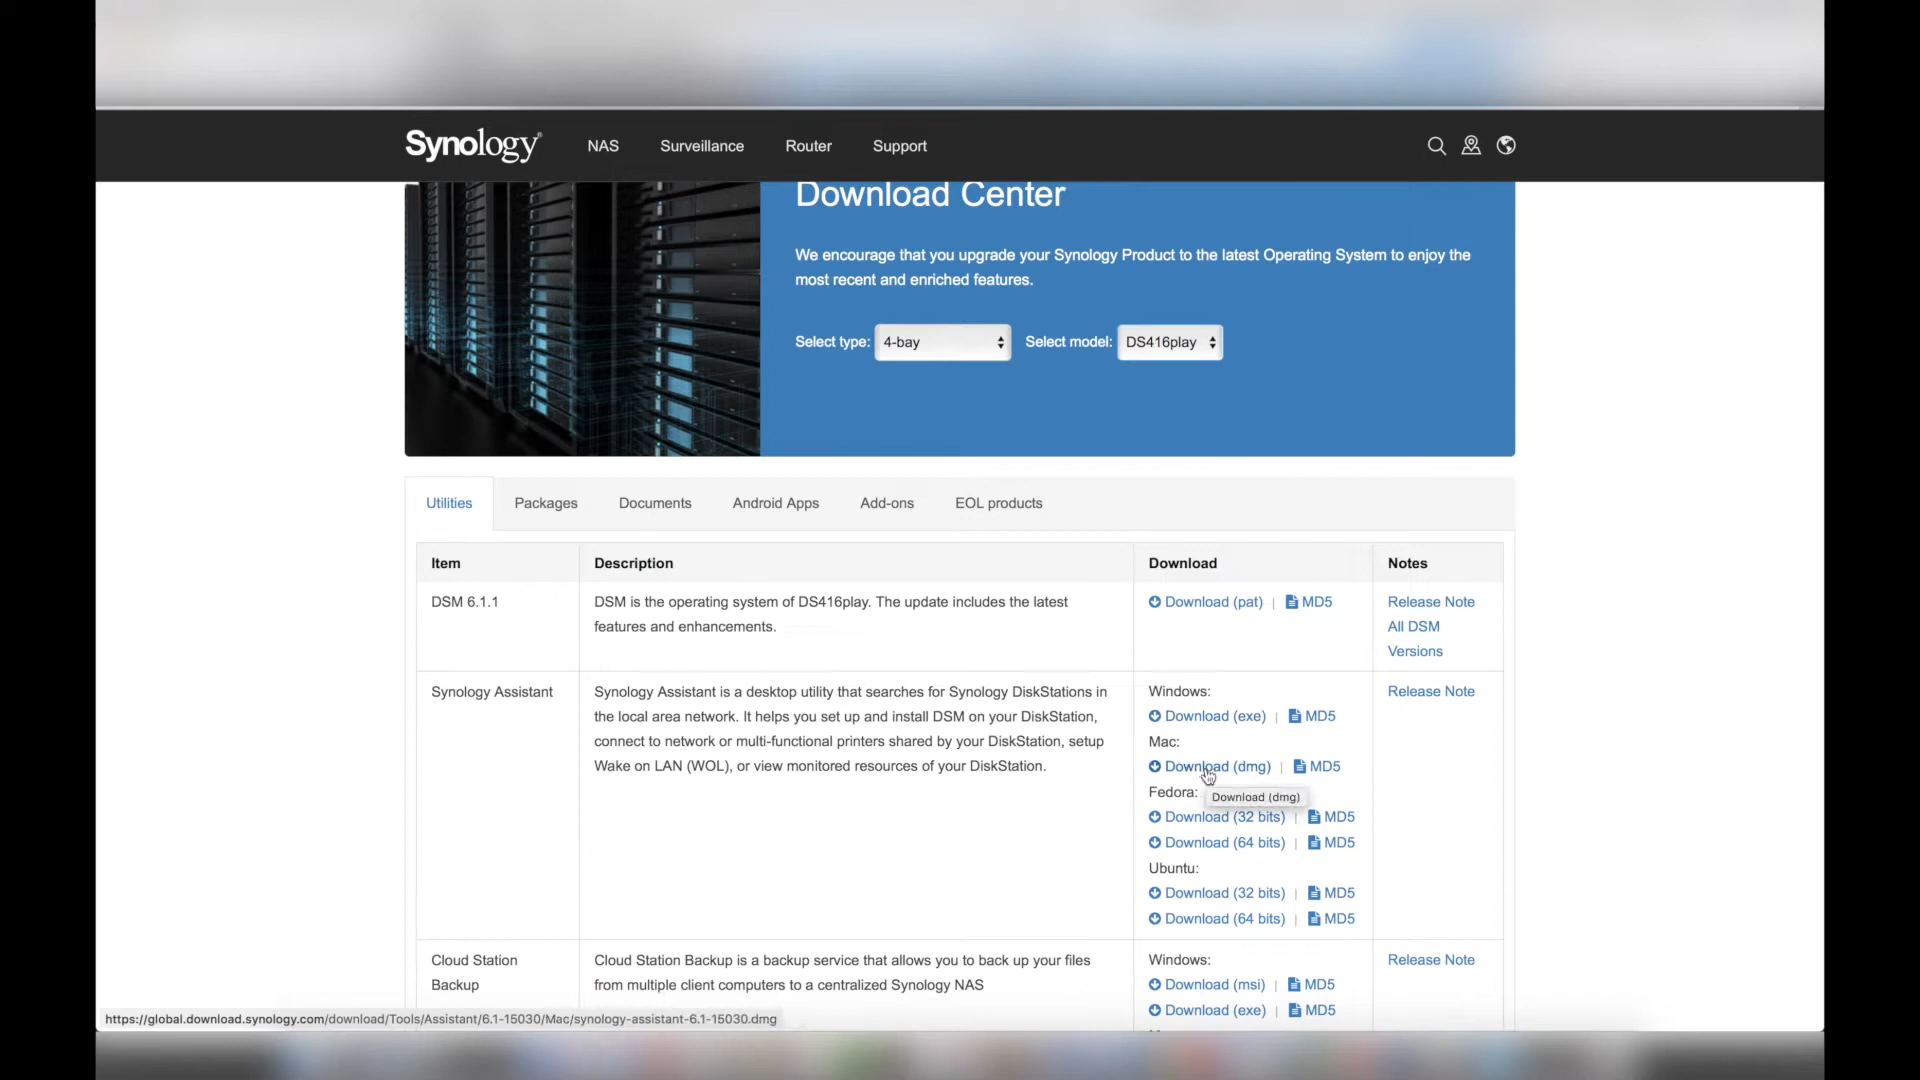 Synology®
NAS
Surveillance
Router
Support
Download Center
We encourage that you upgrade your Synology Product to the latest Operating System to enjoy the
most recent and enriched features.
Select type: 4-bay Select model: DS416play
Utilities
Packages
Documents
Android Apps
Add-ons
EOL products
Item
Description
Download
Notes
DSM 6.1.1
DSM is the operating system of DS416play. The update includes the latest
features and enhancements.
Download (pat) | MD5
Release Note
All DSM
Versions
Synology Assistant
Synology Assistant is a desktop utility that searches for Synology DiskStations in
the local area network. It helps you set up and install DSM on your DiskStation,
connect to network or multi-functional printers shared by your DiskStation, setup
Wake on LAN (WOL), or view monitored resources of your DiskStation.
Windows:
Download (exe) | MD5
Mac:
Download (dmg) | MD5
Fedora:
Download (dmg)
Download (32 bits) | MD5
Download (64 bits) | MD5
Ubuntu:
Download (32 bits) | MD5
Download (64 bits) | MD5
Release Note
Cloud Station
Backup
Cloud Station Backup is a backup service that allows you to back up your files
from multiple client computers to a centralized Synology NAS
Windows:
Download (msi) | MD5
Download (exe) | MD5
Release Note
https://global.download.synology.com/download/Tools/Assistant/6.1-15030/Mac/synology-assistant-6.1-15030.dmg